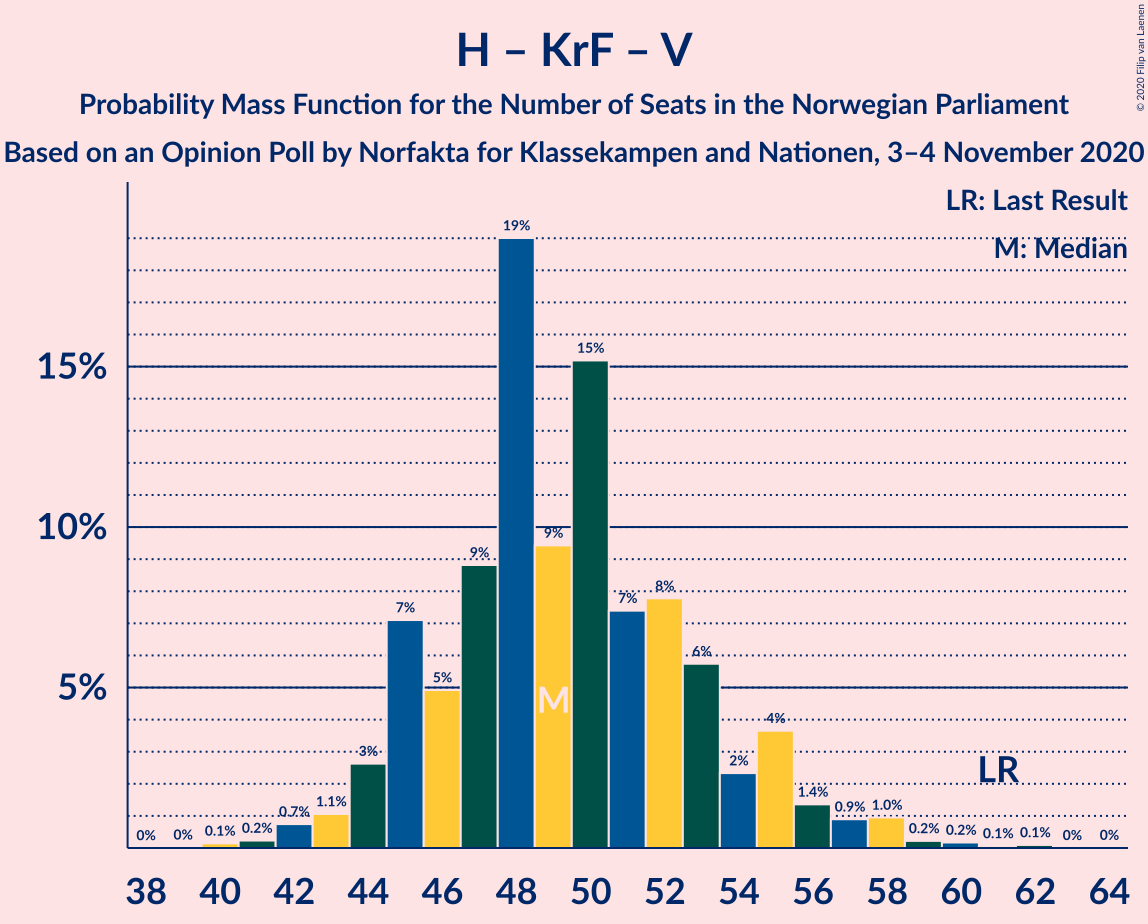 H – KrF – V
Probability Mass Function for the Number of Seats in the Norwegian Parliament
Based on an Opinion Poll by Norfakta for Klassekampen and Nationen, 3–4 November 2020
© 2020 Filip van Laenen
LR: Last Result
M: Median
15%
10%
5%
0% 0% 0.1% 0.2% 0.7% 1.1% 3% 7% 5% 9% 19% 9% 15% 7% 8% 6% 2% 4% 1.4% 0.9% 1.0% 0.2% 0.2% 0.1% 0.1% 0% 0%
M
LR
38 40 42 44 46 48 50 52 54 56 58 60 62 64